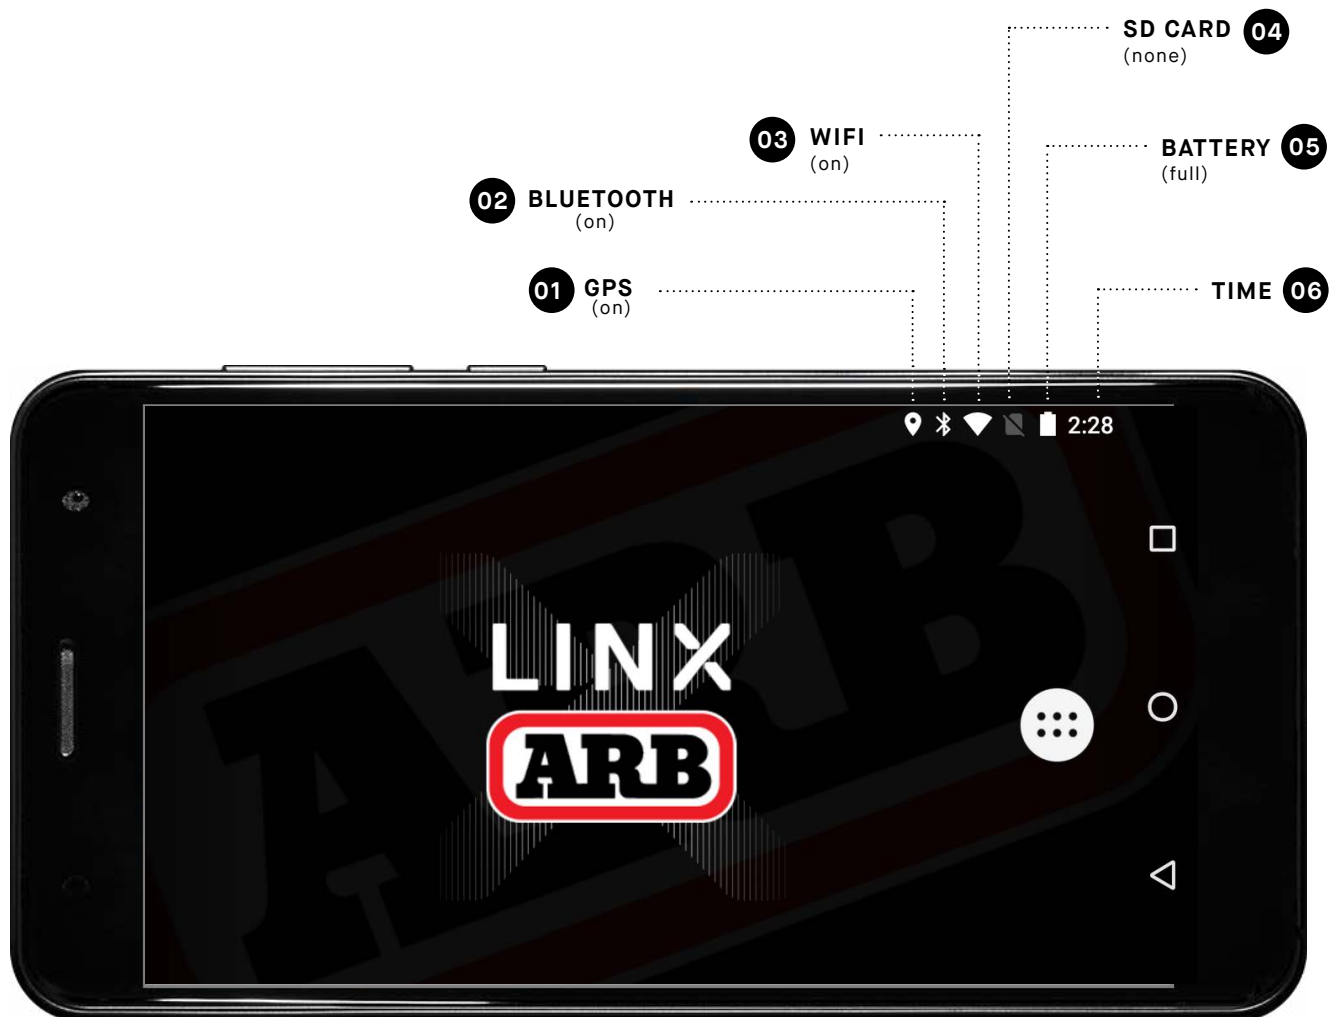 SD CARD 04
(none)
03 WIFI
(on)
BATTERY 05
(full)
02 BLUETOOTH
(on)
01 GPS
(on)
TIME 06
2:28
ARB
LINX
ARB